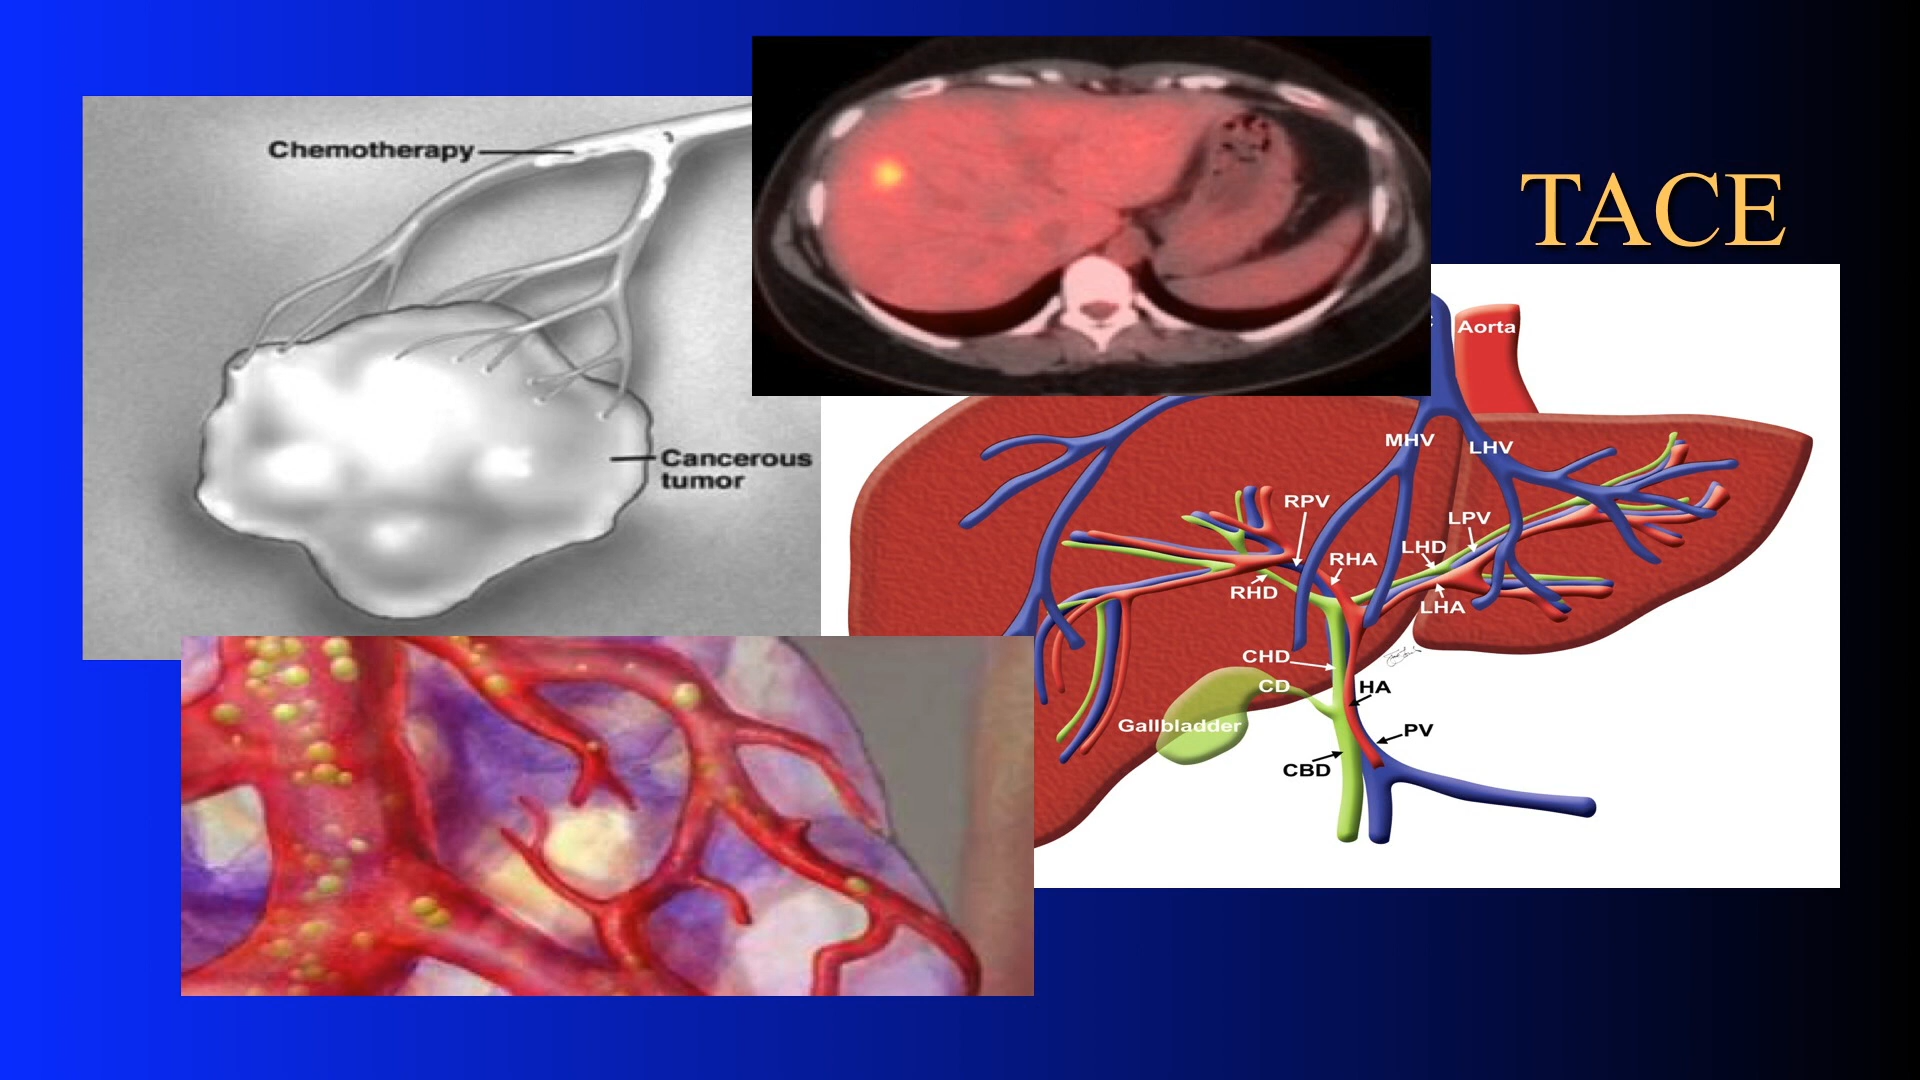 TACE
Chemotherapy
Cancerous
tumor
Aorta
MHV
LHV
RPV
LPV
RHA
LHD
RHD
LHA
CHD
CD
HA
Gallbladder
PV
CBD